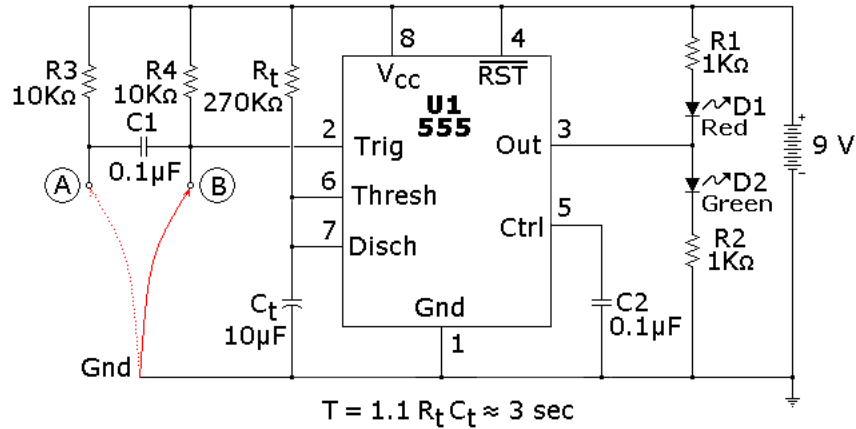 R3
10KΩ
R4
10KΩ
Rt
270KΩ
C1
0.1µF
A
B
8
4
VCC
RST
U1
555
2
Trig
6
Thresh
7
Disch
Out
3
Ctrl
5
Gnd
1
R1
1KΩ
D1
Red
D2
Green
R2
1KΩ
+
-
9 V
Ct
10µF
C2
0.1µF
Gnd
T = 1.1 RtCt ≈ 3 sec